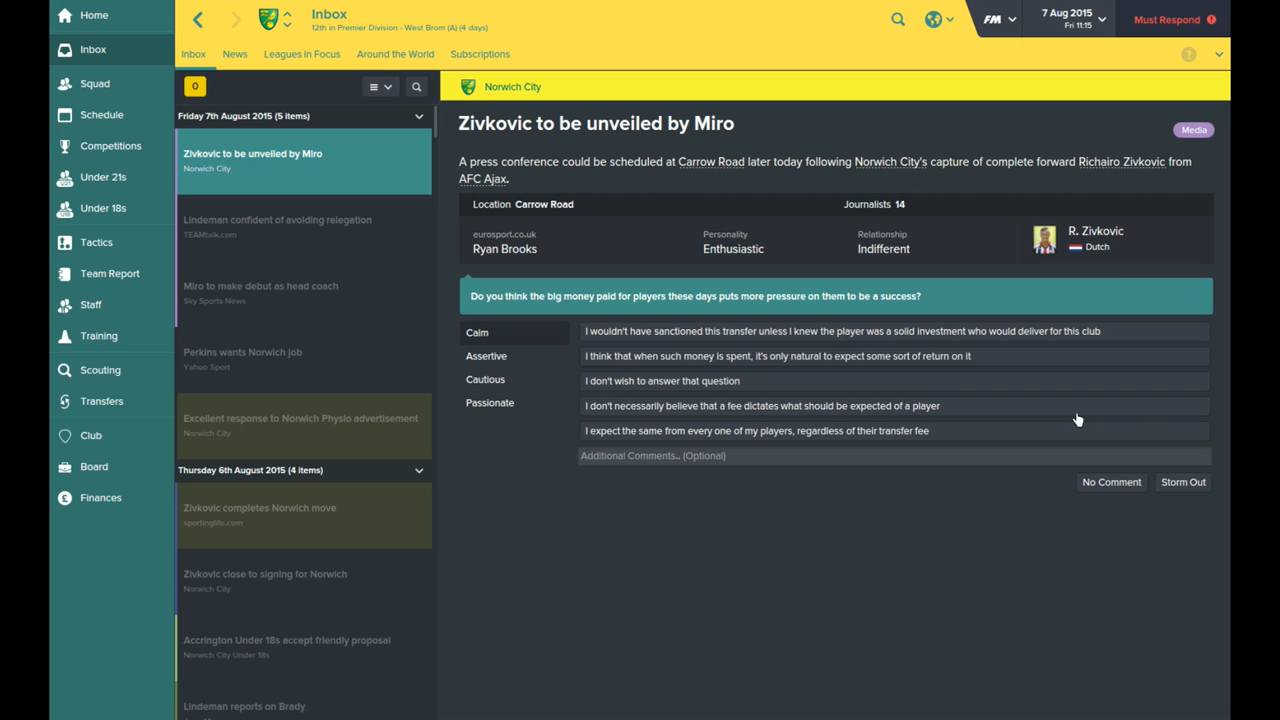 Home
Inbox
Squad
Schedule
Competitions
Under 21s
Under 18s
Tactics
Team Report
Staff
Training
Scouting
Transfers
Club
Board
Finances
Inbox
12th in Premier Division - West Brom (A) (4 days)
FM
7 Aug 2015
Fri 11:15
Must Respond
Inbox News Leagues in Focus Around the World Subscriptions
?
0
Friday 7th August 2015 (5 items)
Zivkovic to be unveiled by Miro
Norwich City
Lindeman confident of avoiding relegation
TEAMtalk.com
Miro to make debut as head coach
Sky Sports News
Perkins wants Norwich job
Yahoo Sport
Excellent response to Norwich Physio advertisement
Norwich City
Thursday 6th August 2015 (4 items)
Zivkovic completes Norwich move
sportinglife.com
Zivkovic close to signing for Norwich
Norwich City
Accrington Under 18s accept friendly proposal
Norwich City Under 18s
Lindeman reports on Brady
Norwich City
Zivkovic to be unveiled by Miro
Media
A press conference could be scheduled at Carrow Road later today following Norwich City's capture of complete forward Richairo Zivkovic from
AFC Ajax.
Location Carrow Road Journalists 14
eurosport.co.uk Personality Relationship R. Zivkovic
Ryan Brooks Enthusiastic Indifferent Dutch
Do you think the big money paid for players these days puts more pressure on them to be a success?
Calm
Assertive
Cautious
Passionate
I wouldn't have sanctioned this transfer unless I knew the player was a solid investment who would deliver for this club
I think that when such money is spent, it's only natural to expect some sort of return on it
I don't wish to answer that question
I don't necessarily believe that a fee dictates what should be expected of a player
I expect the same from every one of my players, regardless of their transfer fee
Additional Comments... (Optional)
No Comment Storm Out